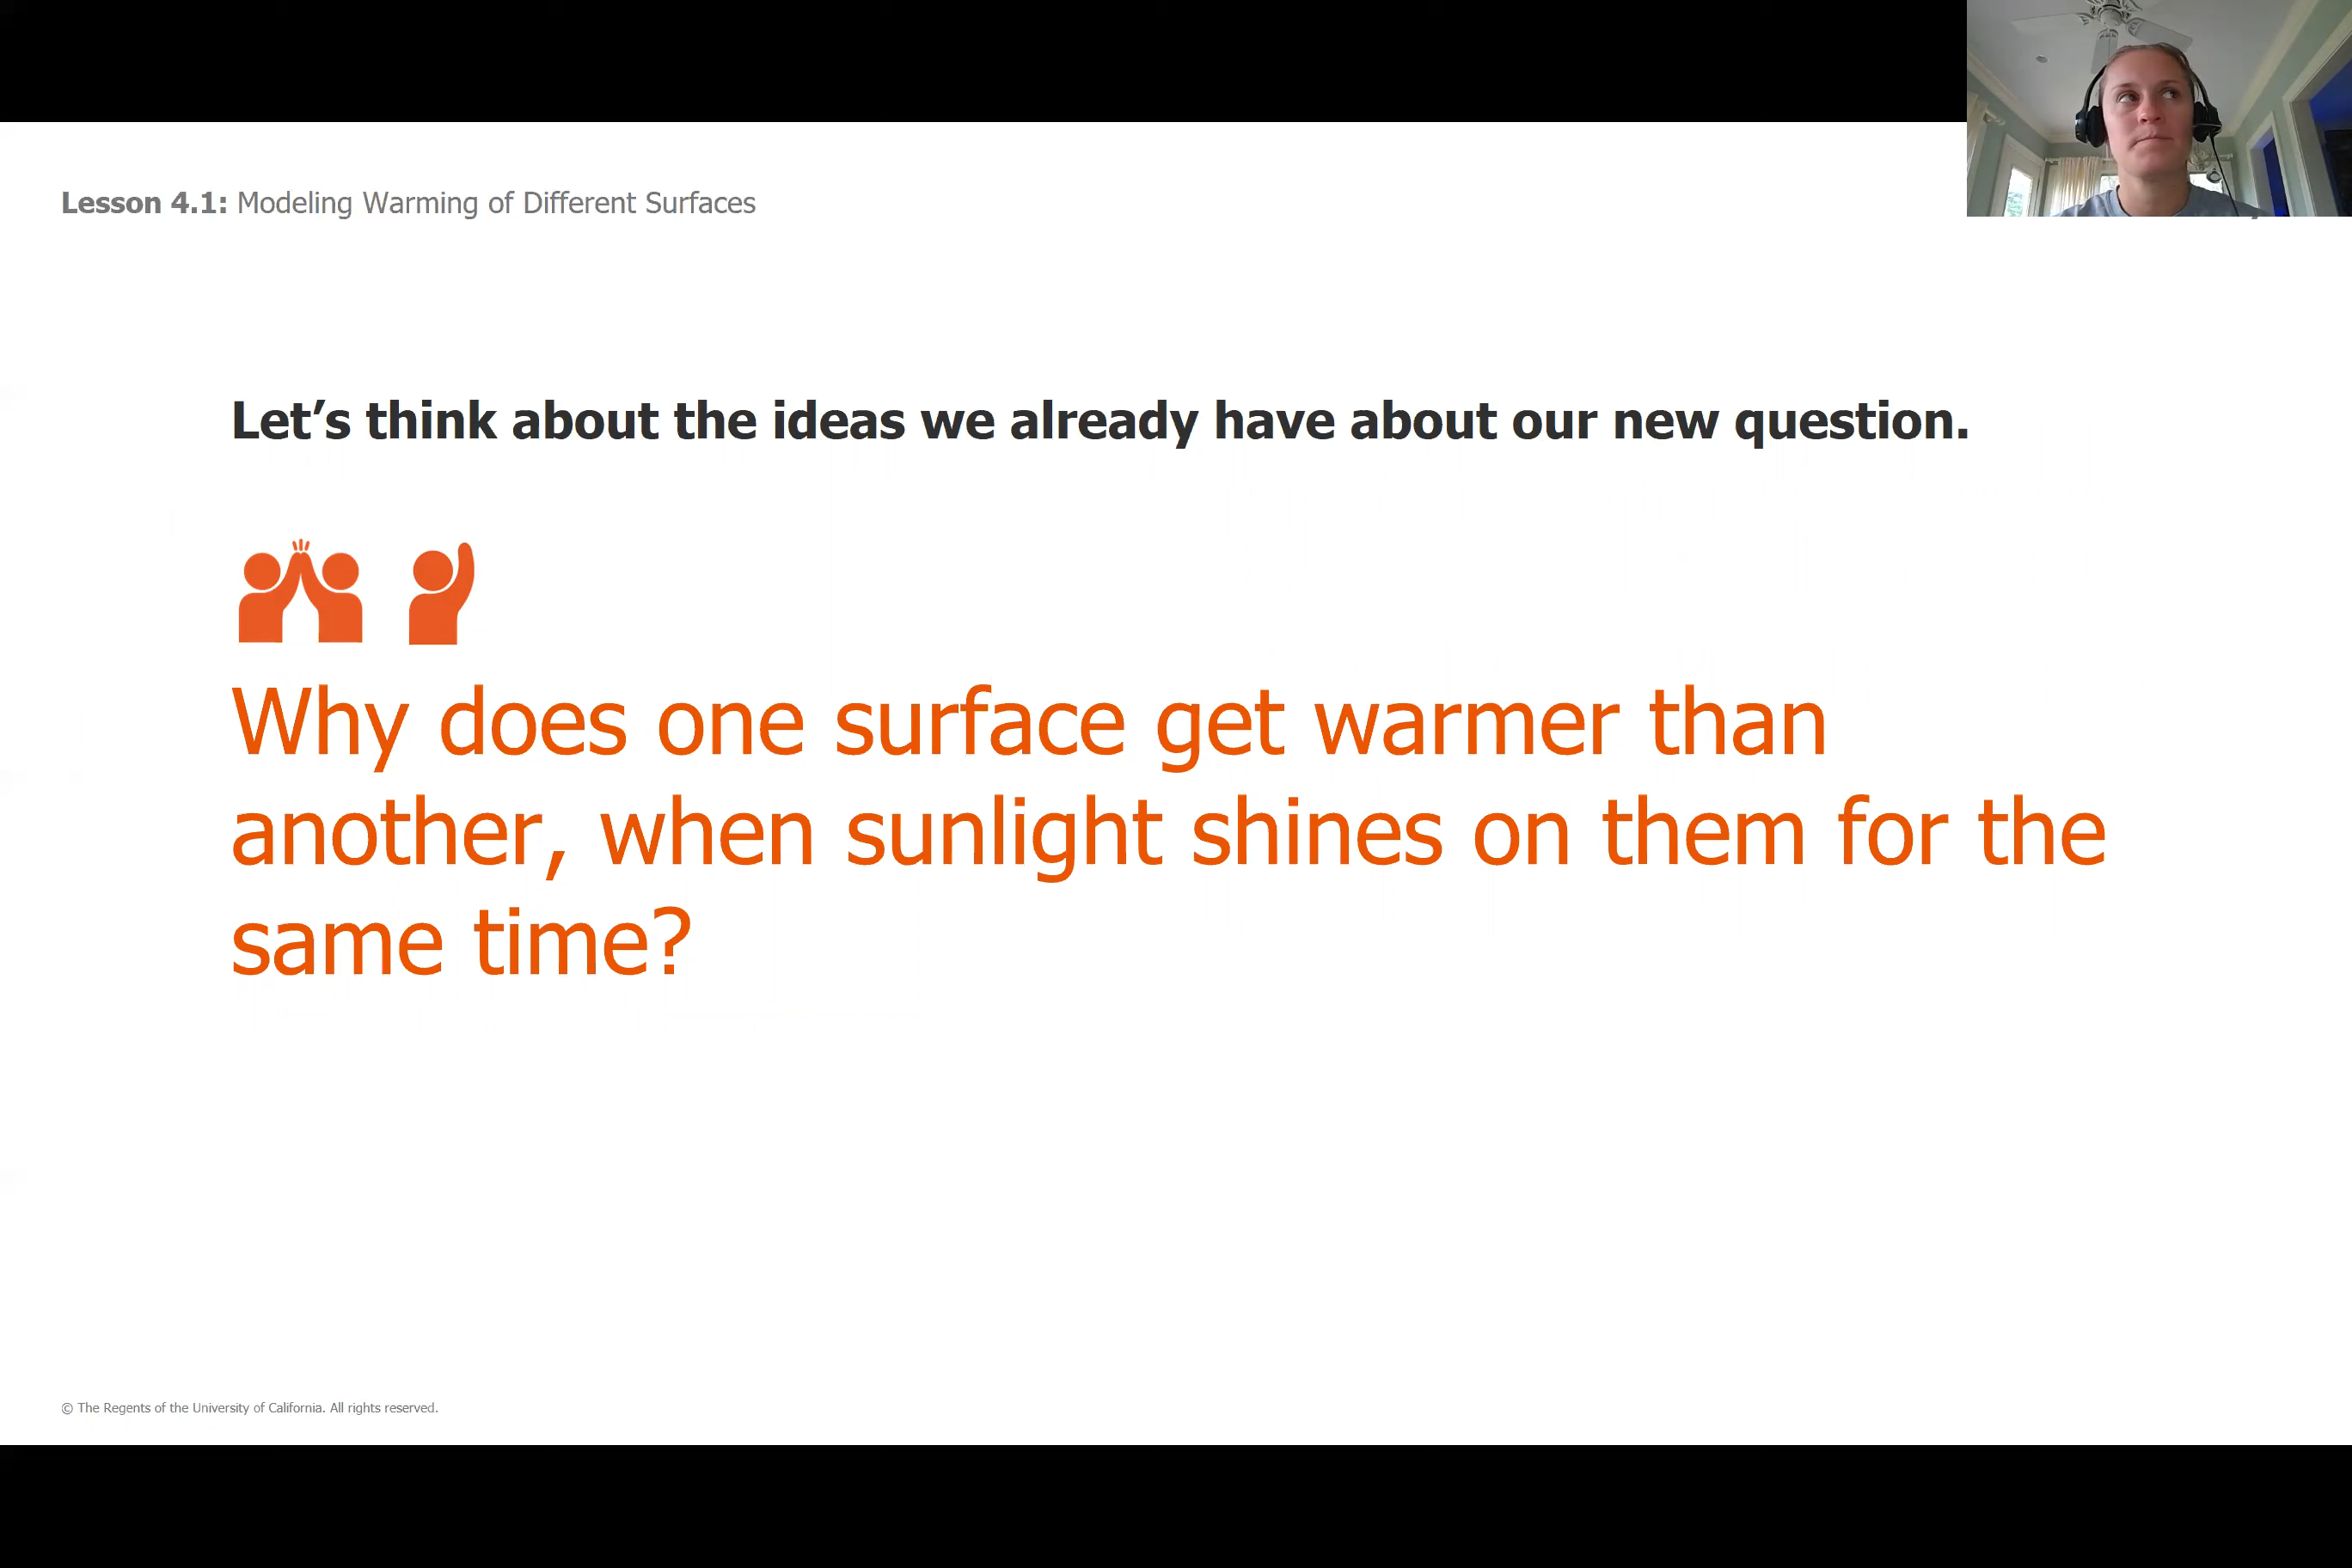 Lesson 4.1: Modeling Warming of Different Surfaces
Let’s think about the ideas we already have about our new question.
Why does one surface get warmer than
another, when sunlight shines on them for the
same time?
© The Regents of the University of California. All rights reserved.